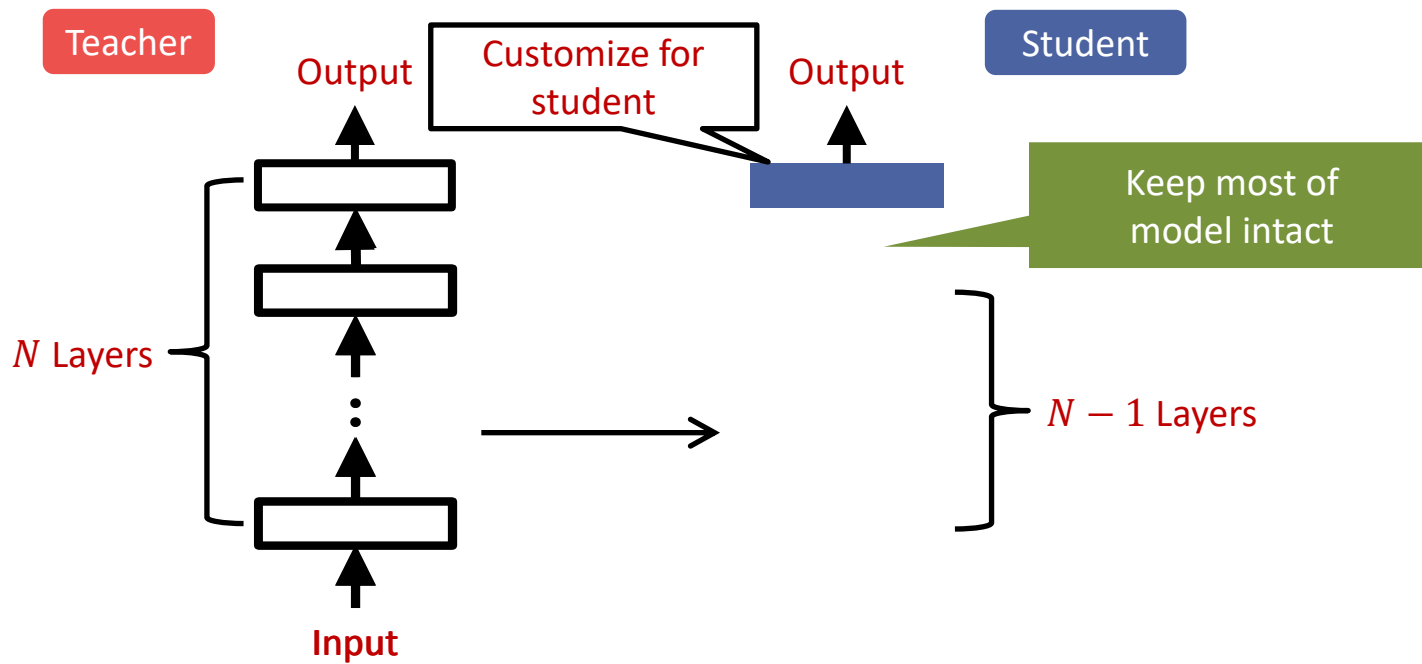 Teacher
Student
Output
Customize for
student
Output
Keep most of
model intact
N Layers
N − 1 Layers
Input